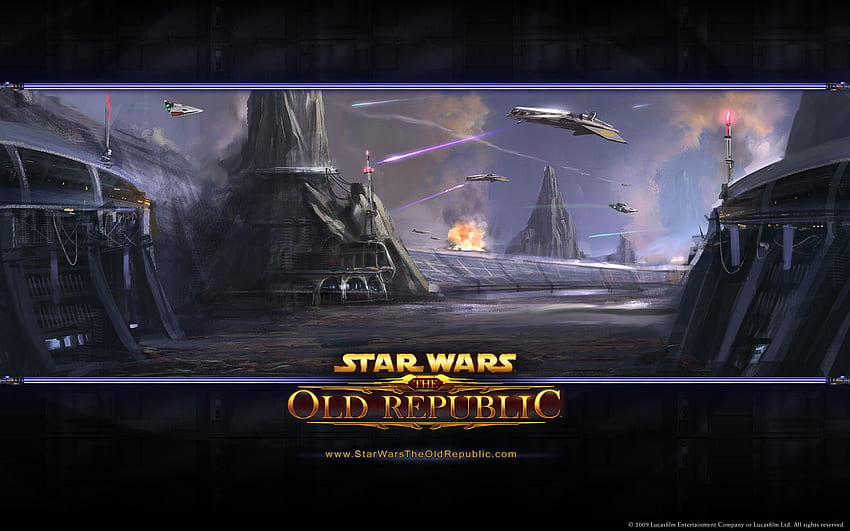 STAR WARS
THE
OLD REPUBLIC
www.StarWarsTheOldRepublic.com
© 2009 Lucasfilm Entertainment Company or Lucasfilm Ltd. All rights reserved.